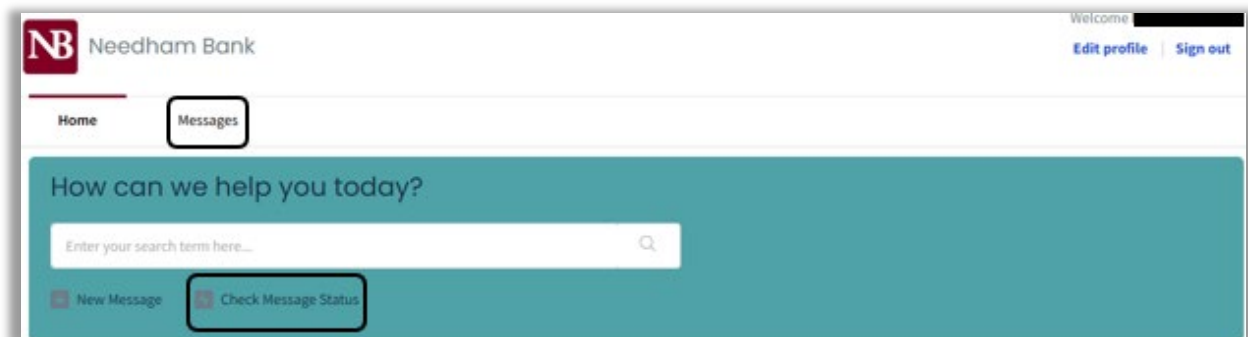 Welcome
NB Needham Bank
Edit profile | Sign out
Home Messages
How can we help you today?
Enter your search term here...
New Message Check Message Status